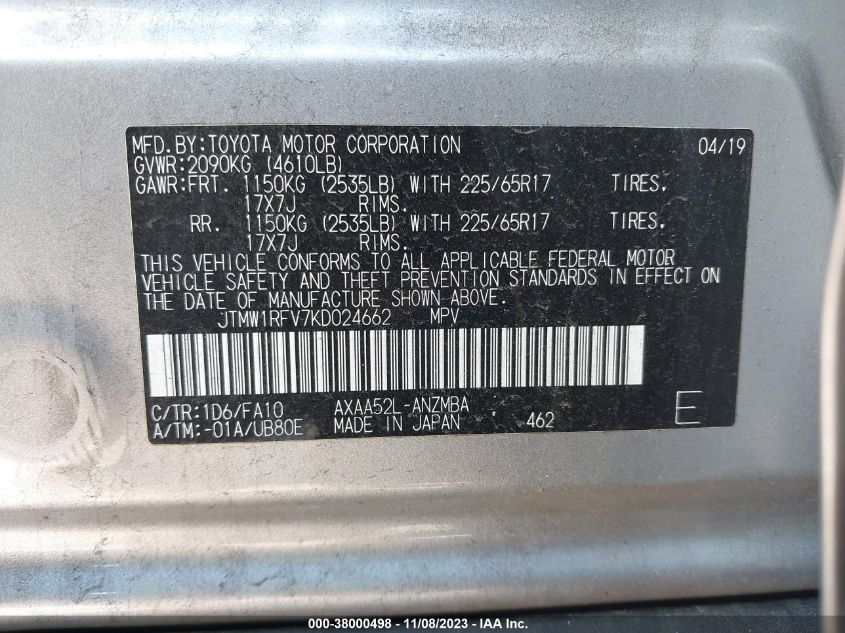 MFD.BY:TOYOTA MOTOR CORPORATION 04/19
GVWR:2090KG (4610LB)
GAWR:FRT. 1150KG (2535LB) WITH 225/65R17 TIRES.
17X7J RIMS.
RR. 1150KG (2535LB) WITH 225/65R17 TIRES.
17X7J RIMS.
THIS VEHICLE CONFORMS TO ALL APPLICABLE FEDERAL MOTOR
VEHICLE SAFETY AND THEFT PREVENTION STANDARDS IN EFFECT ON
THE DATE OF MANUFACTURE SHOWN ABOVE.
JTMW1RFV7KD024662 MPV
C/TR:1D6/FA10 AXAA52L-ANZMBA
A/TM:-01A/UB80E MADE IN JAPAN 462 E
000-38000498 - 11/08/2023 - IAA Inc.